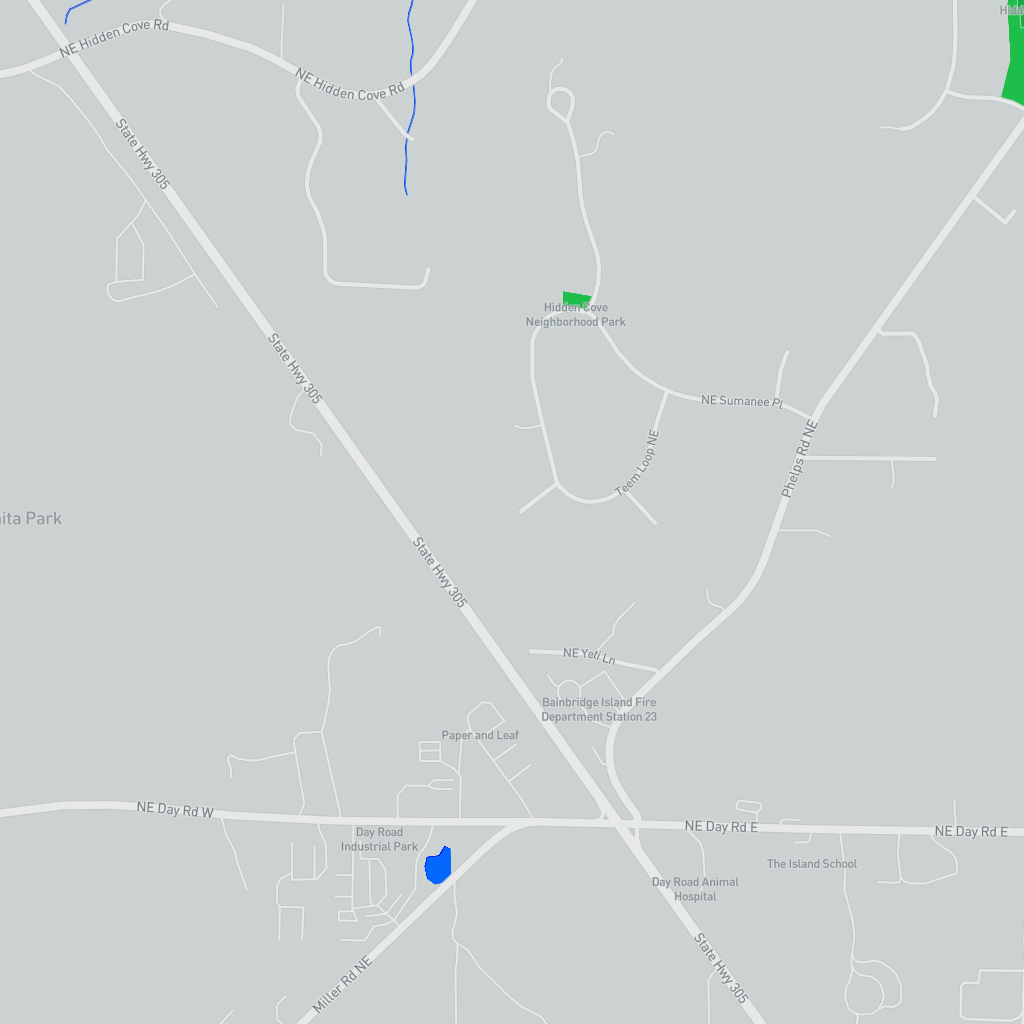 NE Hidden Cove Rd
NE Hidden Cove Rd
State Hwy 305
Hidden Cove
Neighborhood Park
State Hwy 305
NE Sumanee Pl
Phelps Rd NE
Teem Loop NE
Park
State Hwy 305
NE Yeti Ln
Bainbridge Island Fire
Department Station 23
Paper and Leaf
NE Day Rd W
NE Day Rd E
NE Day Rd E
Day Road
Industrial Park
The Island School
Day Road Animal
Hospital
State Hwy 305
Miller Rd NE